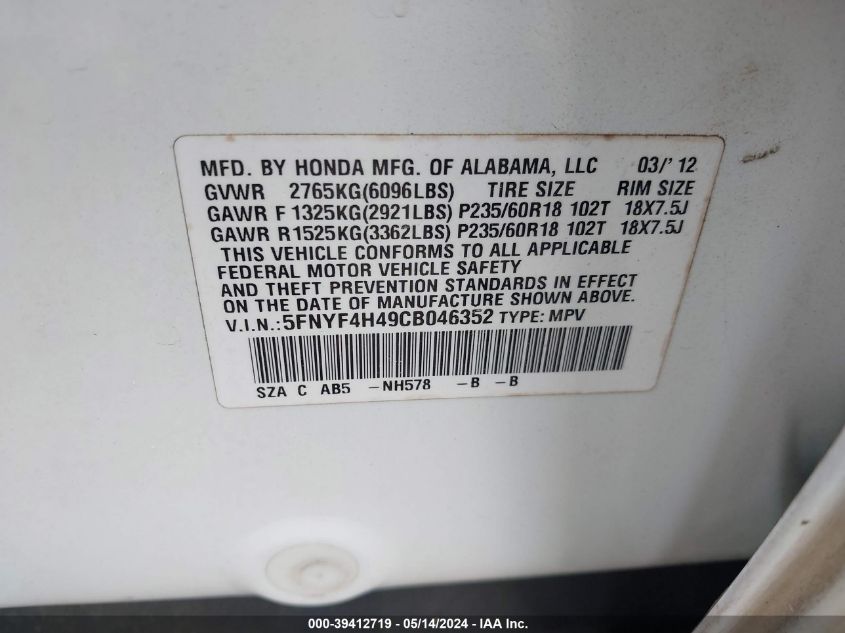 MFD. BY HONDA MFG. OF ALABAMA, LLC 03/'12
GVWR 2765KG(6096LBS) TIRE SIZE RIM SIZE
GAWR F 1325KG(2921LBS) P235/60R18 102T 18X7.5J
GAWR R1525KG(3362LBS) P235/60R18 102T 18X7.5J
THIS VEHICLE CONFORMS TO ALL APPLICABLE
FEDERAL MOTOR VEHICLE SAFETY
AND THEFT PREVENTION STANDARDS IN EFFECT
ON THE DATE OF MANUFACTURE SHOWN ABOVE.
V.I.N.:5FNYF4H49CB046352 TYPE: MPV
SZA C AB5 -NH578 -B -B
000-39412719 - 05/14/2024 - IAA Inc.